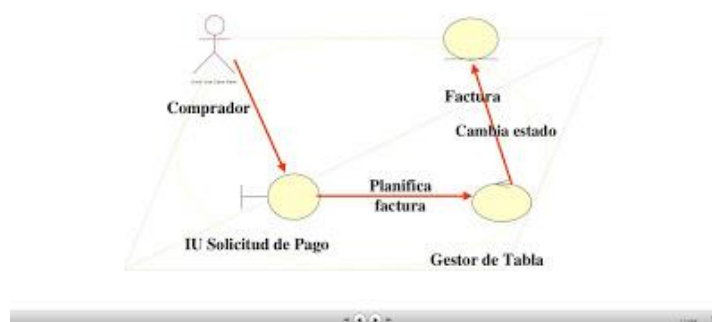 Comprador
Factura
Cambia estado
Planifica
factura
IU Solicitud de Pago
Gestor de Tabla